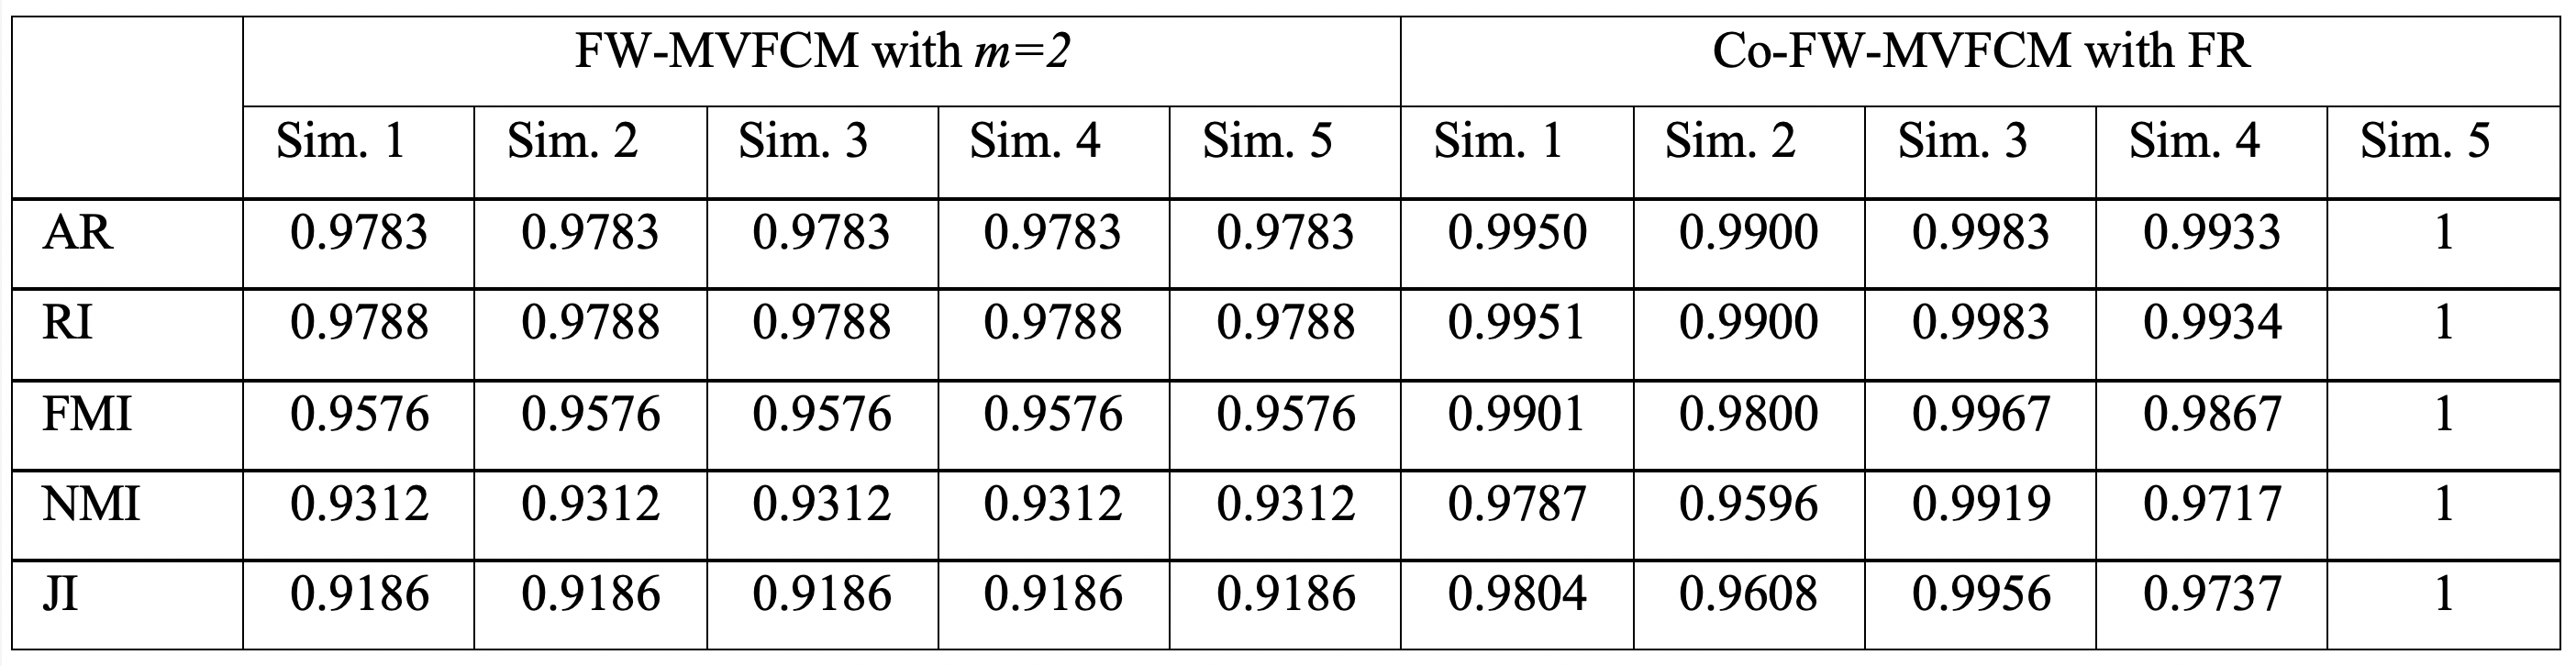 FW-MVFCM with m=2 Co-FW-MVFCM with FR
Sim. 1 Sim. 2 Sim. 3 Sim. 4 Sim. 5 Sim. 1 Sim. 2 Sim. 3 Sim. 4 Sim. 5
AR 0.9783 0.9783 0.9783 0.9783 0.9783 0.9950 0.9900 0.9983 0.9933 1
RI 0.9788 0.9788 0.9788 0.9788 0.9788 0.9951 0.9900 0.9983 0.9934 1
FMI 0.9576 0.9576 0.9576 0.9576 0.9576 0.9901 0.9800 0.9967 0.9867 1
NMI 0.9312 0.9312 0.9312 0.9312 0.9312 0.9787 0.9596 0.9919 0.9717 1
JI 0.9186 0.9186 0.9186 0.9186 0.9186 0.9804 0.9608 0.9956 0.9737 1